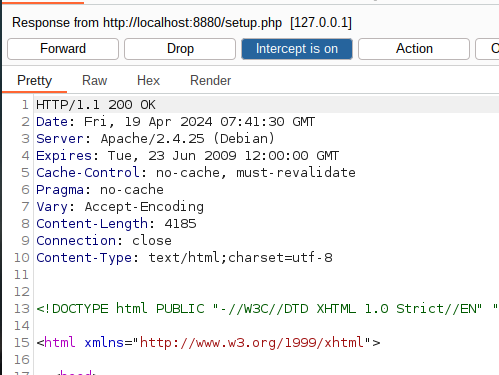 Response from http://localhost:8880/setup.php [127.0.0.1]
Forward Drop Intercept is on Action
Pretty Raw Hex Render
1 HTTP/1.1 200 OK
2 Date: Fri, 19 Apr 2024 07:41:30 GMT
3 Server: Apache/2.4.25 (Debian)
4 Expires: Tue, 23 Jun 2009 12:00:00 GMT
5 Cache-Control: no-cache, must-revalidate
6 Pragma: no-cache
7 Vary: Accept-Encoding
8 Content-Length: 4185
9 Connection: close
10 Content-Type: text/html;charset=utf-8
11
12
13 <!DOCTYPE html PUBLIC "-//W3C//DTD XHTML 1.0 Strict//EN" "
14
15 <html xmlns="http://www.w3.org/1999/xhtml">
16
17